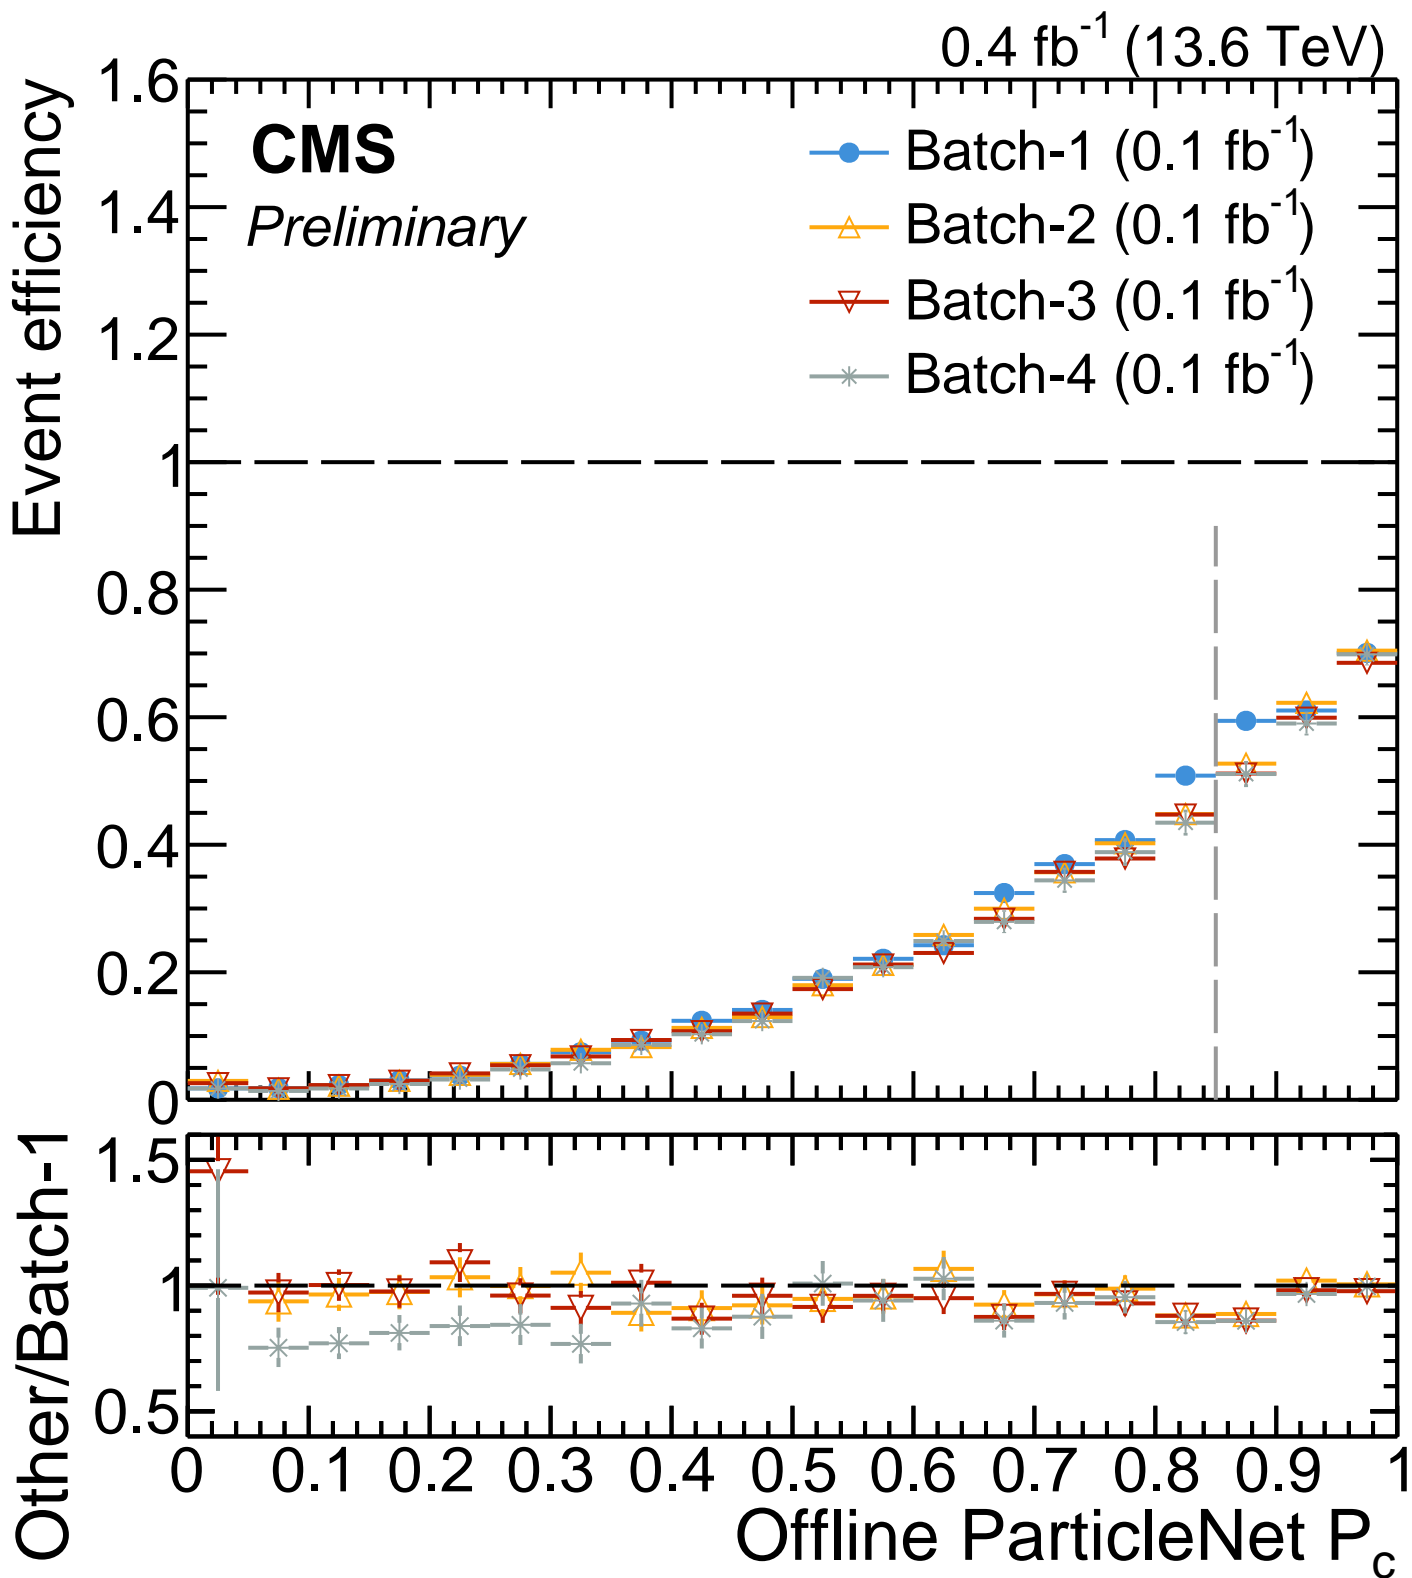 0.4 fb⁻¹ (13.6 TeV)
CMS
Preliminary
Batch-1 (0.1 fb⁻¹)
Batch-2 (0.1 fb⁻¹)
Batch-3 (0.1 fb⁻¹)
Batch-4 (0.1 fb⁻¹)
Event efficiency
1.6
1.4
1.2
1
0.8
0.6
0.4
0.2
0
Other/Batch-1
1.5
1
0.5
0 0.1 0.2 0.3 0.4 0.5 0.6 0.7 0.8 0.9 1
Offline ParticleNet P_c